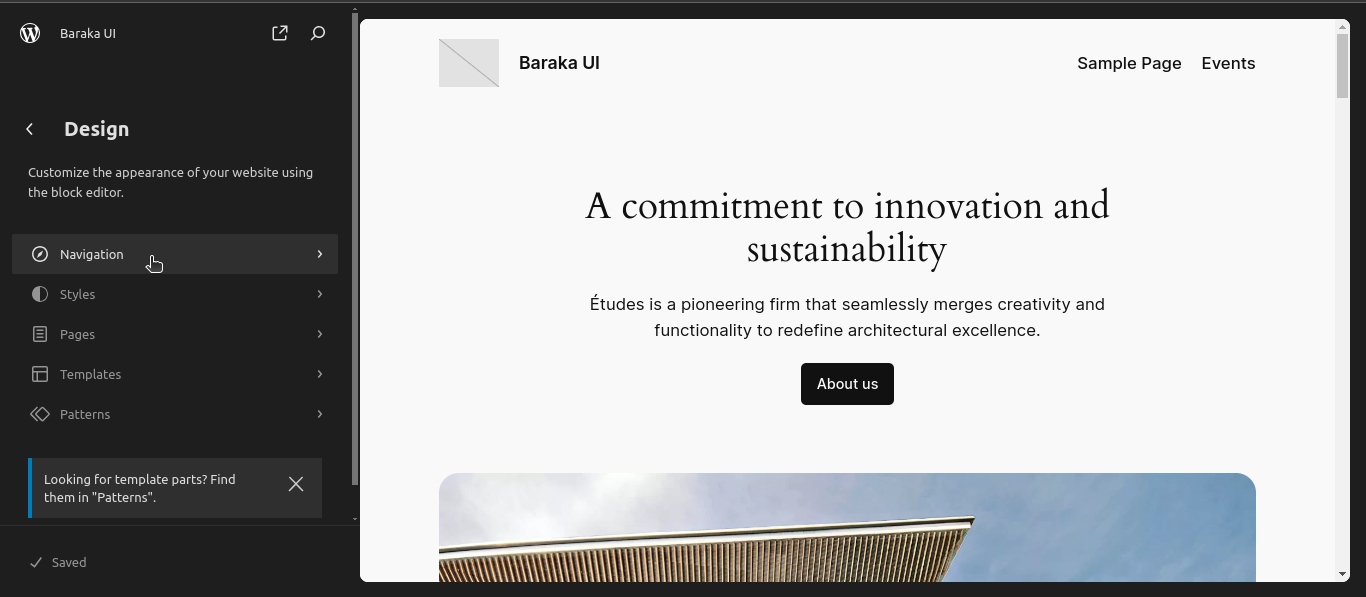 Baraka UI
Design
Customize the appearance of your website using
the block editor.
Navigation
Styles
Pages
Templates
Patterns
Looking for template parts? Find
them in "Patterns".
Saved
Baraka UI
Sample Page
Events
A commitment to innovation and
sustainability
Études is a pioneering firm that seamlessly merges creativity and
functionality to redefine architectural excellence.
About us